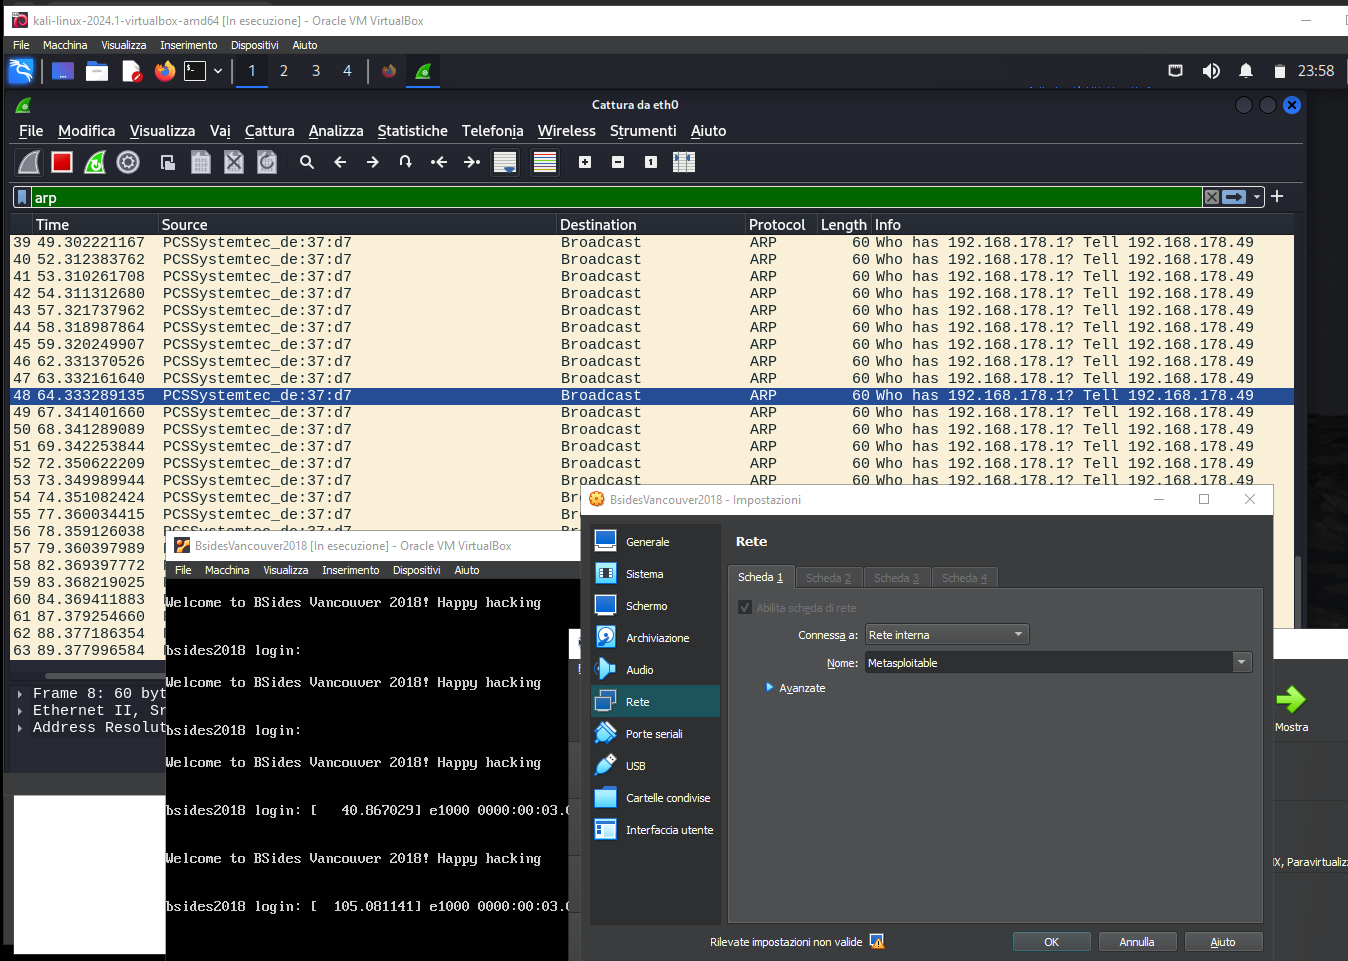 kali-linux-2024.1-virtualbox-amd64 [In esecuzione] - Oracle VM VirtualBox
File Macchina Visualizza Inserimento Dispositivi Aiuto
1 2 3 4 23:58
Cattura da eth0
File Modifica Visualizza Vai Cattura Analizza Statistiche Telefonia Wireless Strumenti Aiuto
arp
Time Source Destination Protocol Length Info
39 49.302221167 PCSSystemtec_de:37:d7 Broadcast ARP 60 Who has 192.168.178.1? Tell 192.168.178.49
40 52.312383762 PCSSystemtec_de:37:d7 Broadcast ARP 60 Who has 192.168.178.1? Tell 192.168.178.49
41 53.310261708 PCSSystemtec_de:37:d7 Broadcast ARP 60 Who has 192.168.178.1? Tell 192.168.178.49
42 54.311312680 PCSSystemtec_de:37:d7 Broadcast ARP 60 Who has 192.168.178.1? Tell 192.168.178.49
43 57.321737962 PCSSystemtec_de:37:d7 Broadcast ARP 60 Who has 192.168.178.1? Tell 192.168.178.49
44 58.318987864 PCSSystemtec_de:37:d7 Broadcast ARP 60 Who has 192.168.178.1? Tell 192.168.178.49
45 59.320249907 PCSSystemtec_de:37:d7 Broadcast ARP 60 Who has 192.168.178.1? Tell 192.168.178.49
46 62.331370526 PCSSystemtec_de:37:d7 Broadcast ARP 60 Who has 192.168.178.1? Tell 192.168.178.49
47 63.332161640 PCSSystemtec_de:37:d7 Broadcast ARP 60 Who has 192.168.178.1? Tell 192.168.178.49
48 64.333289135 PCSSystemtec_de:37:d7 Broadcast ARP 60 Who has 192.168.178.1? Tell 192.168.178.49
49 67.341401660 PCSSystemtec_de:37:d7 Broadcast ARP 60 Who has 192.168.178.1? Tell 192.168.178.49
50 68.341289089 PCSSystemtec_de:37:d7 Broadcast ARP 60 Who has 192.168.178.1? Tell 192.168.178.49
51 69.342253844 PCSSystemtec_de:37:d7 Broadcast ARP 60 Who has 192.168.178.1? Tell 192.168.178.49
52 72.350622209 PCSSystemtec_de:37:d7 Broadcast ARP 60 Who has 192.168.178.1? Tell 192.168.178.49
53 73.349989944 PCSSystemtec_de:37:d7 Broadcast ARP 60 Who has 192.168.178.1? Tell 192.168.178.49
54 74.351082424 PCSSystemtec_de:37:d7 Broadcast
55 77.360034415 PCSSystemtec_de:37:d7 Broadcast
56 78.359126038
57 79.360397989
58 82.369397772
59 83.368219025
60 84.369411883
61 87.379254660
62 88.377186354
63 89.377996584
Frame 8: 60 byt
Ethernet II, Sr
Address Resolut
BsidesVancouver2018 [In esecuzione] - Oracle VM VirtualBox
File Macchina Visualizza Inserimento Dispositivi Aiuto
Welcome to BSides Vancouver 2018! Happy hacking
bsides2018 login:
Welcome to BSides Vancouver 2018! Happy hacking
bsides2018 login:
Welcome to BSides Vancouver 2018! Happy hacking
bsides2018 login: [ 40.867029] e1000 0000:00:03.0
Welcome to BSides Vancouver 2018! Happy hacking
bsides2018 login: [ 105.081141] e1000 0000:00:03.0
BsidesVancouver2018 - Impostazioni
Generale
Sistema
Schermo
Archiviazione
Audio
Rete
Porte seriali
USB
Cartelle condivise
Interfaccia utente
Rete
Scheda 1 Scheda 2 Scheda 3 Scheda 4
Abilita scheda di rete
Connessa a: Rete interna
Nome: Metasploitable
Avanzate
Rilevate impostazioni non valide
OK Annulla Aiuto
Mostra
IX, Paravirtualiz